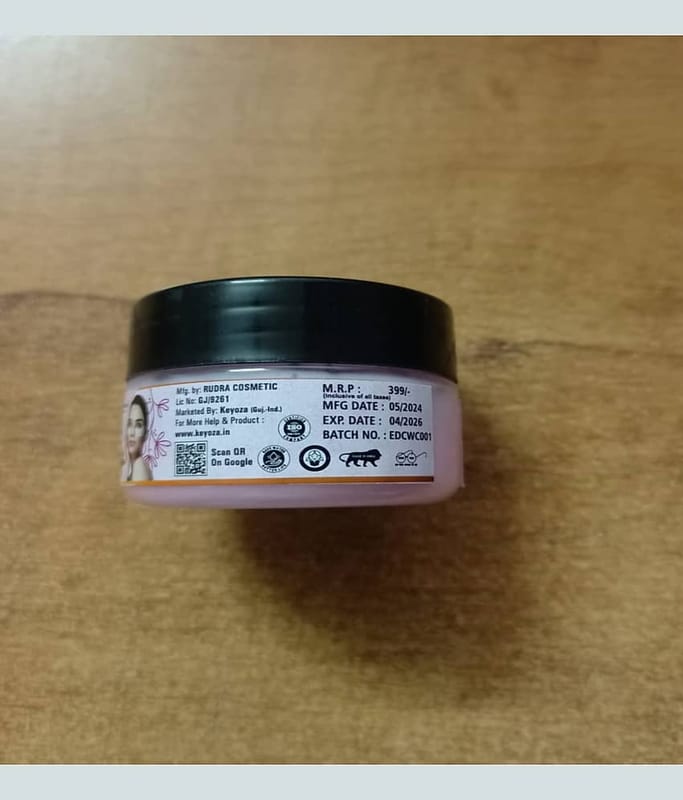 Mfg. by: RUDRA COSMETIC
Lic No: GJ/9261
Marketed By: Keyoza (Guj.-Ind.)
For More Help & Product :
www.keyoza.in
Scan QR
On Google
ISO
M.R.P : 399/-
(Inclusive of all taxes)
MFG DATE : 05/2024
EXP. DATE : 04/2026
BATCH NO. : EDCWC001